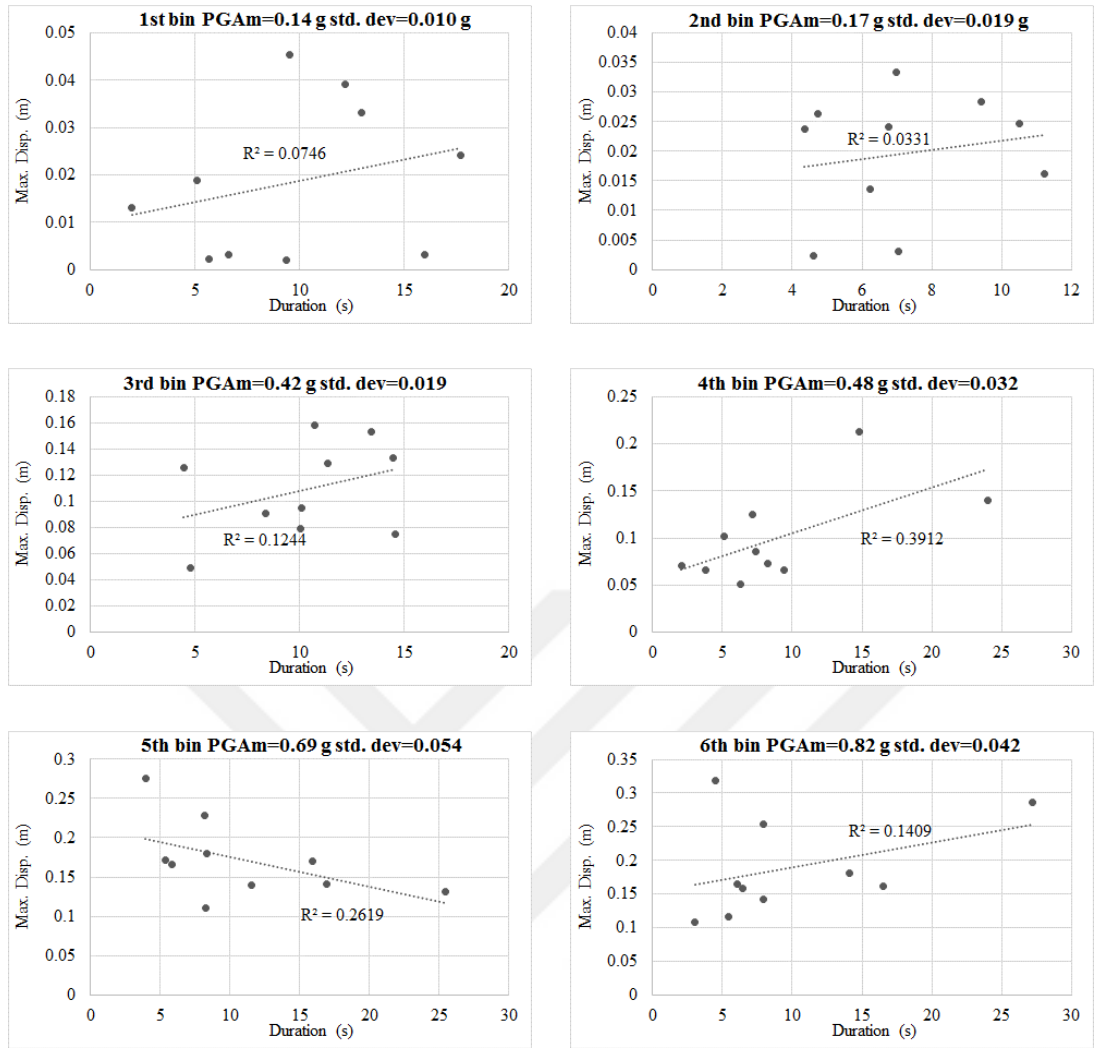 1st bin PGAm=0.14 g std. dev=0.010 g
0.05
0.04
0.03
0.02
0.01
0
Max. Disp. (m)
R² = 0.0746
0 5 10 15 20
Duration (s)
2nd bin PGAm=0.17 g std. dev=0.019 g
0.04
0.035
0.03
0.025
0.02
0.015
0.01
0.005
0
Max. Disp. (m)
R² = 0.0331
0 2 4 6 8 10 12
Duration (s)
3rd bin PGAm=0.42 g std. dev=0.019
0.18
0.16
0.14
0.12
0.1
0.08
0.06
0.04
0.02
0
Max. Disp. (m)
R² = 0.1244
0 5 10 15 20
Duration (s)
4th bin PGAm=0.48 g std. dev=0.032
0.25
0.2
0.15
0.1
0.05
0
Max. Disp. (m)
R² = 0.3912
0 5 10 15 20 25 30
Duration (s)
5th bin PGAm=0.69 g std. dev=0.054
0.3
0.25
0.2
0.15
0.1
0.05
0
Max. Disp. (m)
R² = 0.2619
0 5 10 15 20 25 30
Duration (s)
6th bin PGAm=0.82 g std. dev=0.042
0.35
0.3
0.25
0.2
0.15
0.1
0.05
0
Max. Disp. (m)
R² = 0.1409
0 5 10 15 20 25 30
Duration (s)